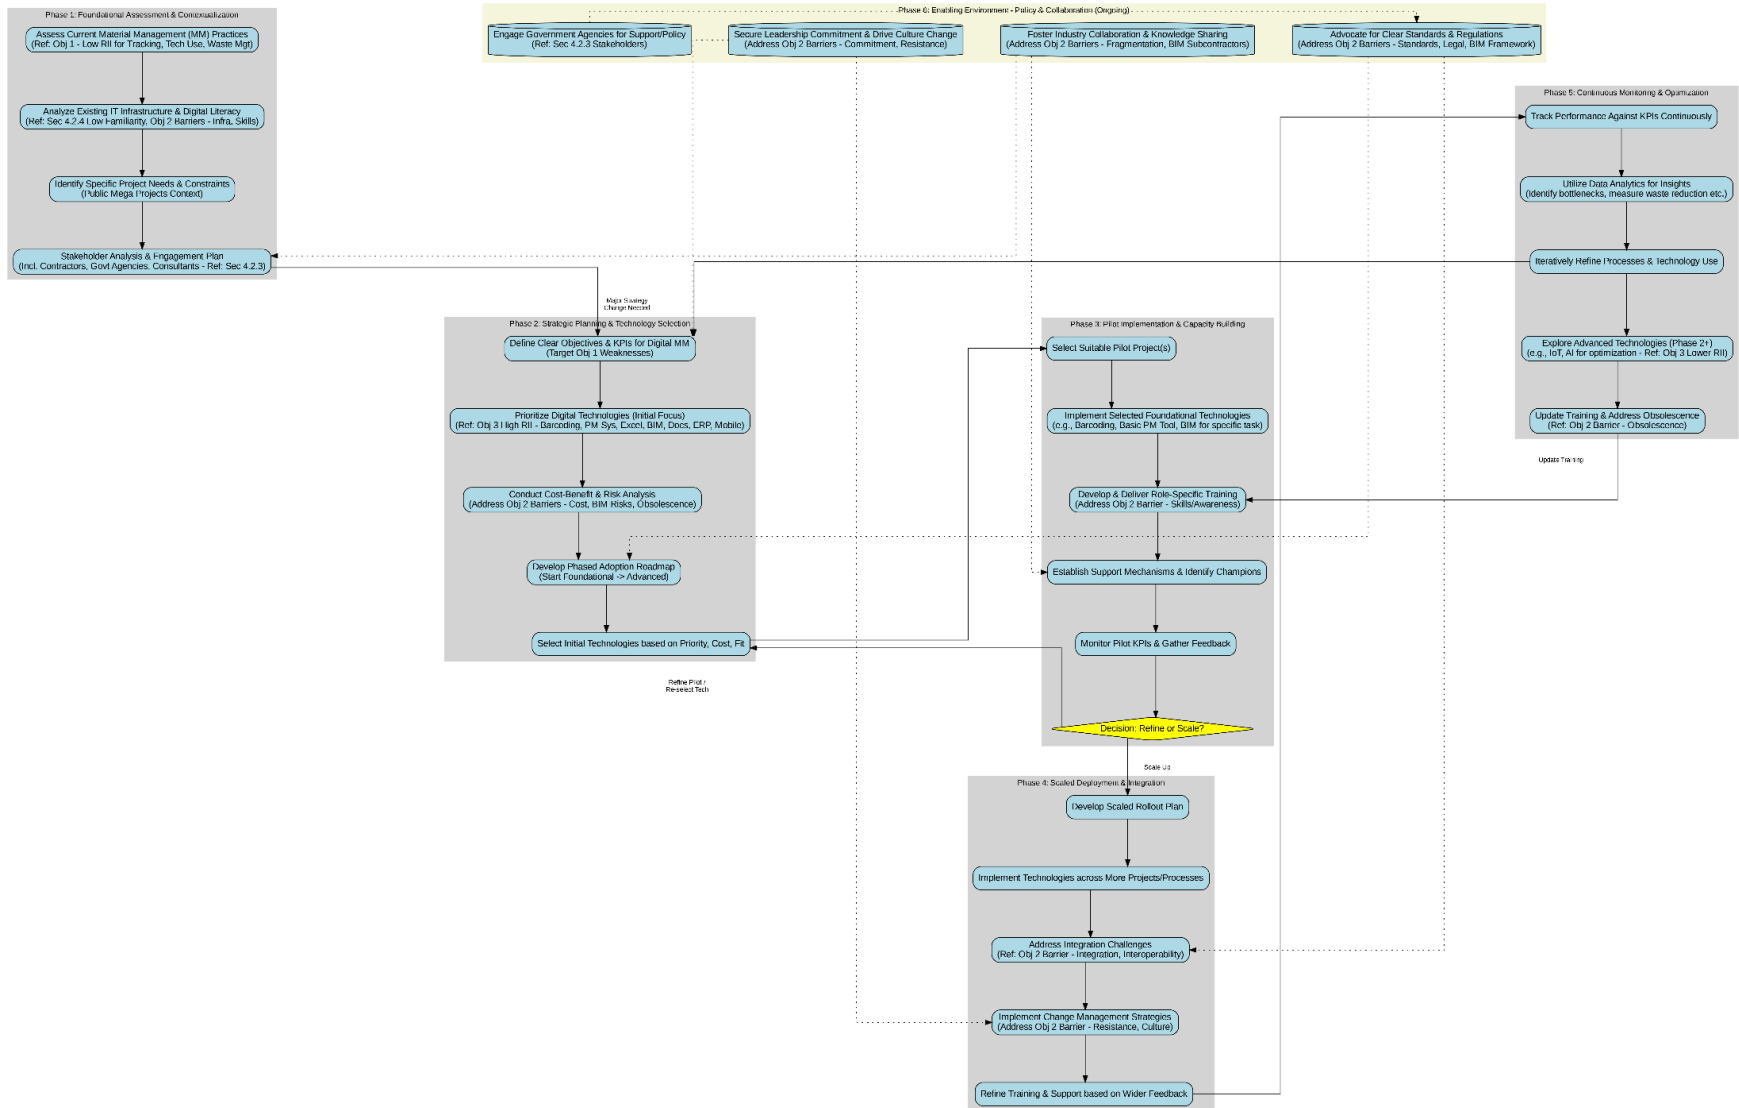 Phase 1: Foundational Assessment & Contexualization
Assess Current Material Management (MM) Practices
(Ref: Obj 1 - Low RII for Tracking, Tech Use, Waste Mgt)
Analyze Existing IT Infrastructure & Digital Literacy
(Ref: Sec 4.2.4 Low Familiarity, Obj 2 Barriers - Infra, Skills)
Identify Specific Project Needs & Constraints
(Public Mega Projects Context)
Stakeholder Analysis & Engagement Plan
(Incl. Contractors, Govt Agencies, Consultants - Ref: Sec 4.2.3)
Phase 6: Enabling Environment - Policy & Collaboration (Ongoing)
Engage Government Agencies for Support/Policy
(Ref: Sec 4.2.3 Stakeholders)
Secure Leadership Commitment & Drive Culture Change
(Address Obj 2 Barriers - Commitment, Resistance)
Foster Industry Collaboration & Knowledge Sharing
(Address Obj 2 Barriers - Fragmentation, BIM Subcontractors)
Advocate for Clear Standards & Regulations
(Address Obj 2 Barriers - Standards, Legal, BIM Framework)
Phase 5: Continuous Monitoring & Optimization
Track Performance Against KPIs Continuously
Utilize Data Analytics for Insights
(Identify bottlenecks, measure waste reduction etc.)
Iteratively Refine Processes & Technology Use
Explore Advanced Technologies (Phase 2+)
(e.g., IoT, AI for optimization - Ref: Obj 3 Lower RII)
Update Training & Address Obsolescence
(Ref: Obj 2 Barrier - Obsolescence)
Update Training
Major Strategy
Change Needed
Phase 2: Strategic Planning & Technology Selection
Define Clear Objectives & KPIs for Digital MM
(Target Obj 1 Weaknesses)
Prioritize Digital Technologies (Initial Focus)
(Ref: Obj 3 High RII - Barcoding, PM Sys, Excel, BIM, Docs, ERP, Mobile)
Conduct Cost-Benefit & Risk Analysis
(Address Obj 2 Barriers - Cost, BIM Risks, Obsolescence)
Develop Phased Adoption Roadmap
(Start Foundational -> Advanced)
Select Initial Technologies based on Priority, Cost, Fit
Refine Pilot /
Re-select Tech
Phase 3: Pilot Implementation & Capacity Building
Select Suitable Pilot Project(s)
Implement Selected Foundational Technologies
(e.g., Barcoding, Basic PM Tool, BIM for specific task)
Develop & Deliver Role-Specific Training
(Address Obj 2 Barrier - Skills/Awareness)
Establish Support Mechanisms & Identify Champions
Monitor Pilot KPIs & Gather Feedback
Decision: Refine or Scale?
Scale Up
Phase 4: Scaled Deployment & Integration
Develop Scaled Rollout Plan
Implement Technologies across More Projects/Processes
Address Integration Challenges
(Ref: Obj 2 Barrier - Integration, Interoperability)
Implement Change Management Strategies
(Address Obj 2 Barrier - Resistance, Culture)
Refine Training & Support based on Wider Feedback